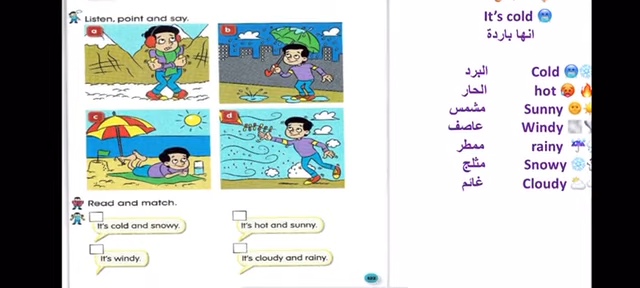 Listen, point and say.
a
b
c
d
Read and match.
It's cold and snowy.
It's hot and sunny.
It's windy.
It's cloudy and rainy.
It's cold
انها باردة
Cold البرد
hot الحار
Sunny مشمس
Windy عاصف
rainy ممطر
Snowy مثلج
Cloudy غائم